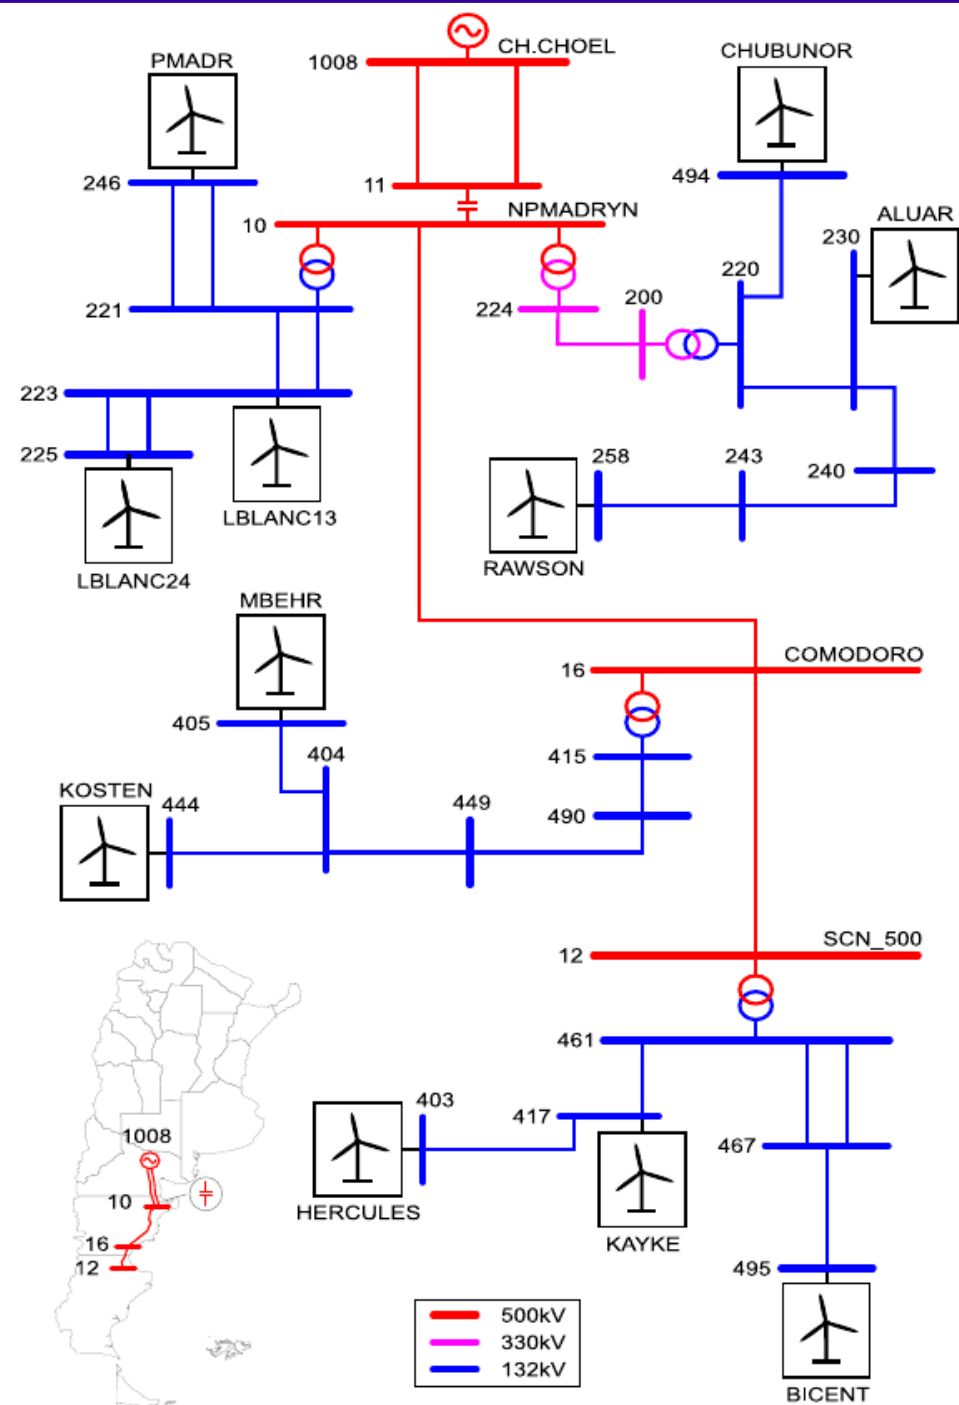 CH.CHOEL
1008
PMADR
CHUBUNOR
246
11
494
NPMADRYN
10
ALUAR
230
220
200
224
221
223
225
LBLANC13
LBLANC24
258
243
240
RAWSON
MBEHR
COMODORO
16
405
404
415
KOSTEN
444
449
490
SCN_500
12
461
403
417
467
HERCULES
KAYKE
495
BICENT
1008
10
16
12
500kV
330kV
132kV